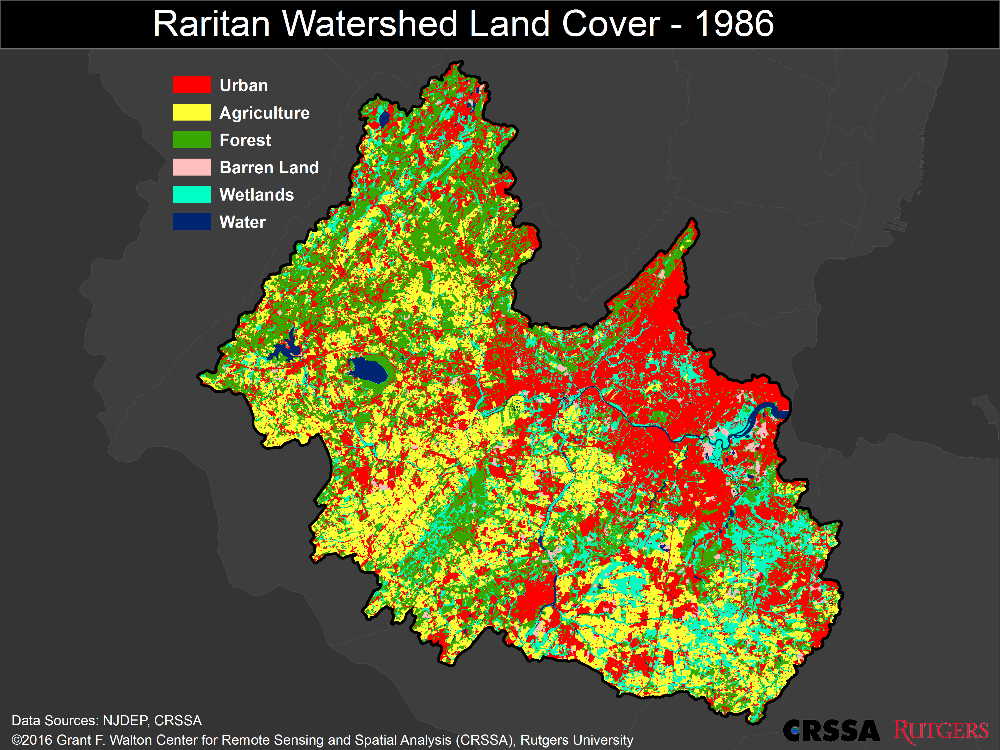 Raritan Watershed Land Cover - 1986
Urban
Agriculture
Forest
Barren Land
Wetlands
Water
Data Sources: NJDEP, CRSSA
©2016 Grant F. Walton Center for Remote Sensing and Spatial Analysis (CRSSA), Rutgers University
CRSSA RUTGERS